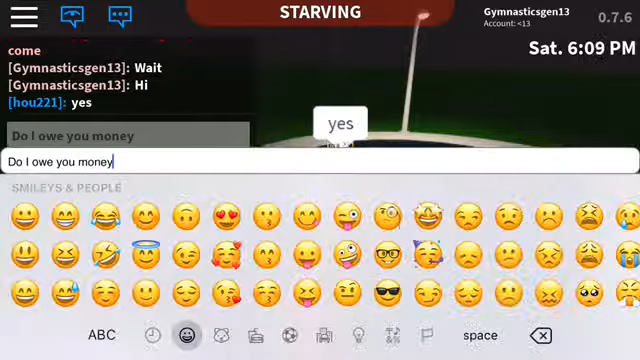 STARVING
Gymnasticsgen13
Account: <13
0.7.6
Sat. 6:09 PM
come
[Gymnasticsgen13]: Wait
[Gymnasticsgen13]: Hi
[hou221]: yes
yes
Do I owe you money
Do I owe you money
SMILEYS & PEOPLE
ABC
space